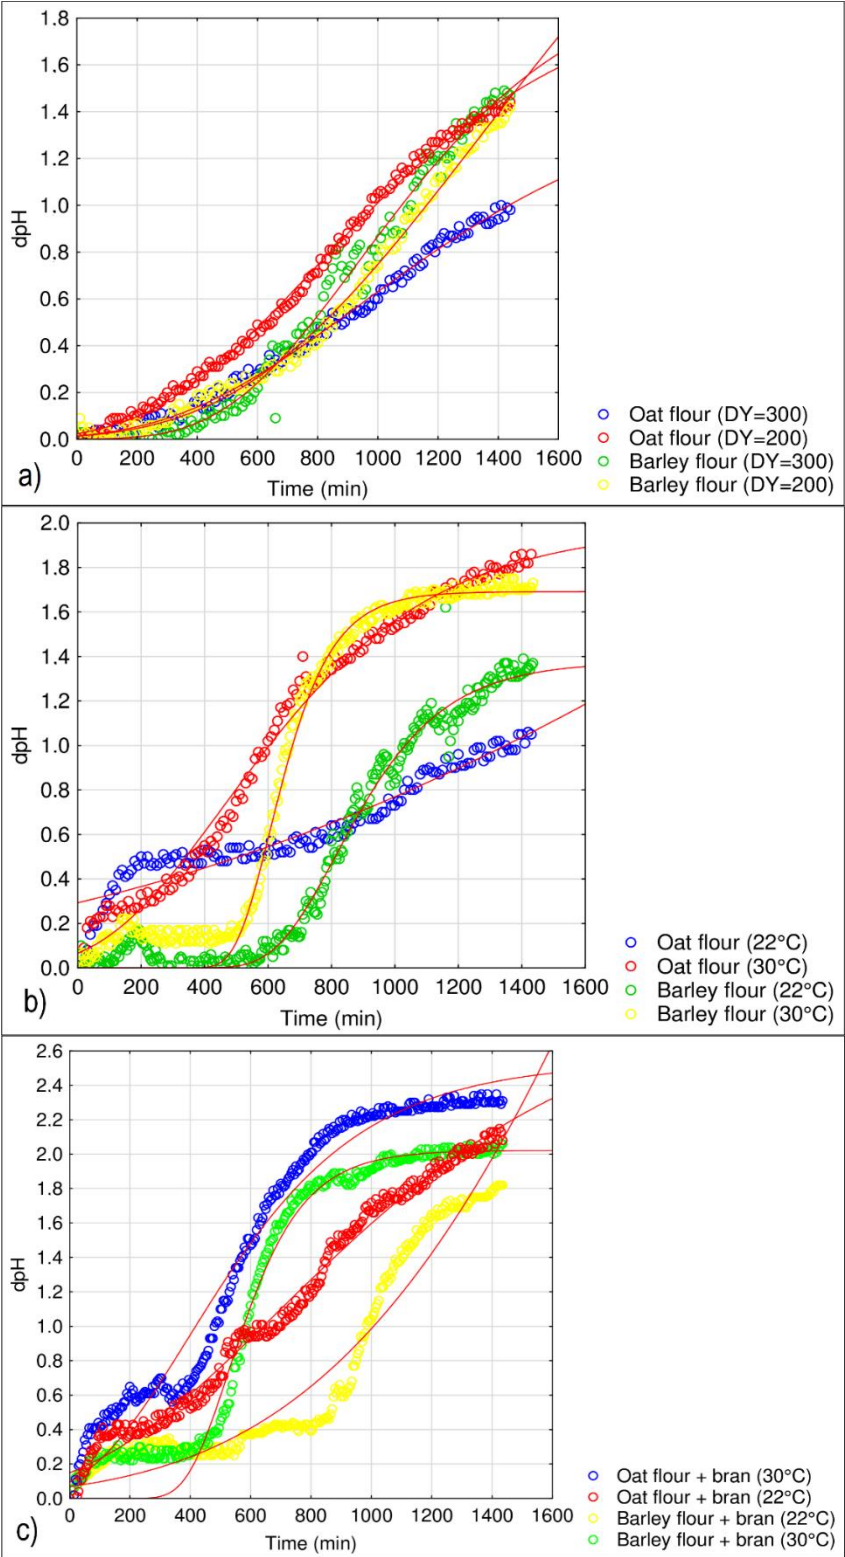 1.8
1.6
1.4
1.2
1.0
0.8
0.6
0.4
0.2
0.0
dpH
0 200 400 600 800 1000 1200 1400 1600
Time (min)
a)
Oat flour (DY=300)
Oat flour (DY=200)
Barley flour (DY=300)
Barley flour (DY=200)
2.0
1.8
1.6
1.4
1.2
1.0
0.8
0.6
0.4
0.2
0.0
dpH
0 200 400 600 800 1000 1200 1400 1600
Time (min)
b)
Oat flour (22°C)
Oat flour (30°C)
Barley flour (22°C)
Barley flour (30°C)
2.6
2.4
2.2
2.0
1.8
1.6
1.4
1.2
1.0
0.8
0.6
0.4
0.2
0.0
dpH
0 200 400 600 800 1000 1200 1400 1600
Time (min)
c)
Oat flour + bran (30°C)
Oat flour + bran (22°C)
Barley flour + bran (22°C)
Barley flour + bran (30°C)